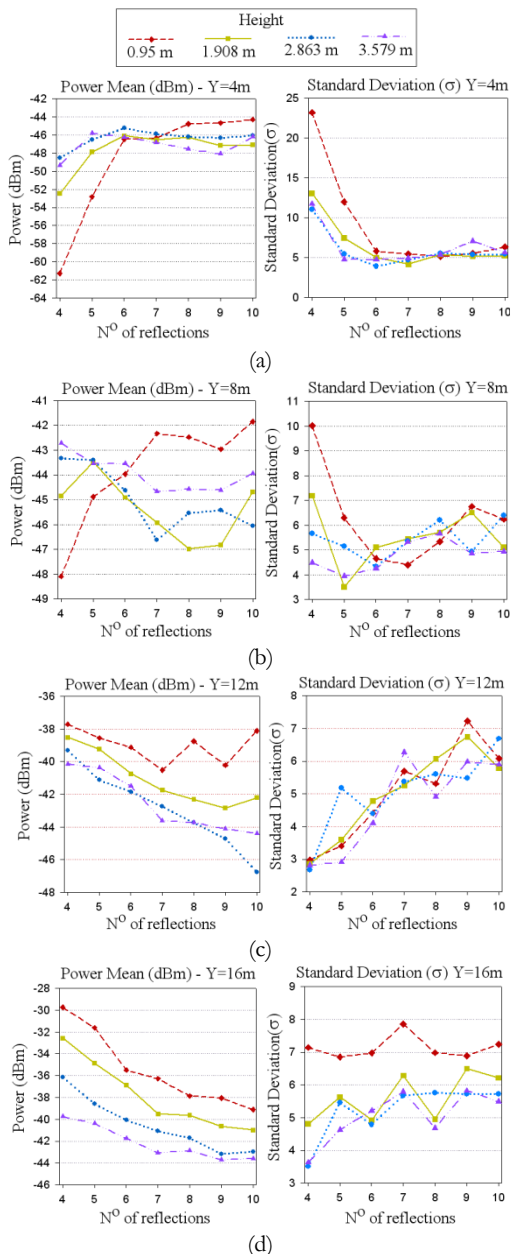 Height
0.95 m 1.908 m 2.863 m 3.579 m
Power Mean (dBm) - Y=4m
Power (dBm)
-42
-44
-46
-48
-50
-52
-54
-56
-58
-60
-62
-64
4 5 6 7 8 9 10
Nº of reflections
Standard Deviation (σ) Y=4m
Standard Deviation(σ)
25
20
15
10
5
0
4 5 6 7 8 9 10
Nº of reflections
(a)
Power Mean (dBm) - Y=8m
Power (dBm)
-41
-42
-43
-44
-45
-46
-47
-48
-49
4 5 6 7 8 9 10
Nº of reflections
Standard Deviation (σ) Y=8m
Standard Deviation(σ)
11
10
9
8
7
6
5
4
3
4 5 6 7 8 9 10
Nº of reflections
(b)
Power Mean (dBm) - Y=12m
Power (dBm)
-36
-38
-40
-42
-44
-46
-48
4 5 6 7 8 9 10
Nº of reflections
Standard Deviation (σ) Y=12m
Standard Deviation(σ)
8
7
6
5
4
3
2
4 5 6 7 8 9 10
Nº of reflections
(c)
Power Mean (dBm) - Y=16m
Power (dBm)
-28
-30
-32
-34
-36
-38
-40
-42
-44
-46
4 5 6 7 8 9 10
Nº of reflections
Standard Deviation (σ) Y=16m
Standard Deviation(σ)
9
8
7
6
5
4
3
4 5 6 7 8 9 10
Nº of reflections
(d)